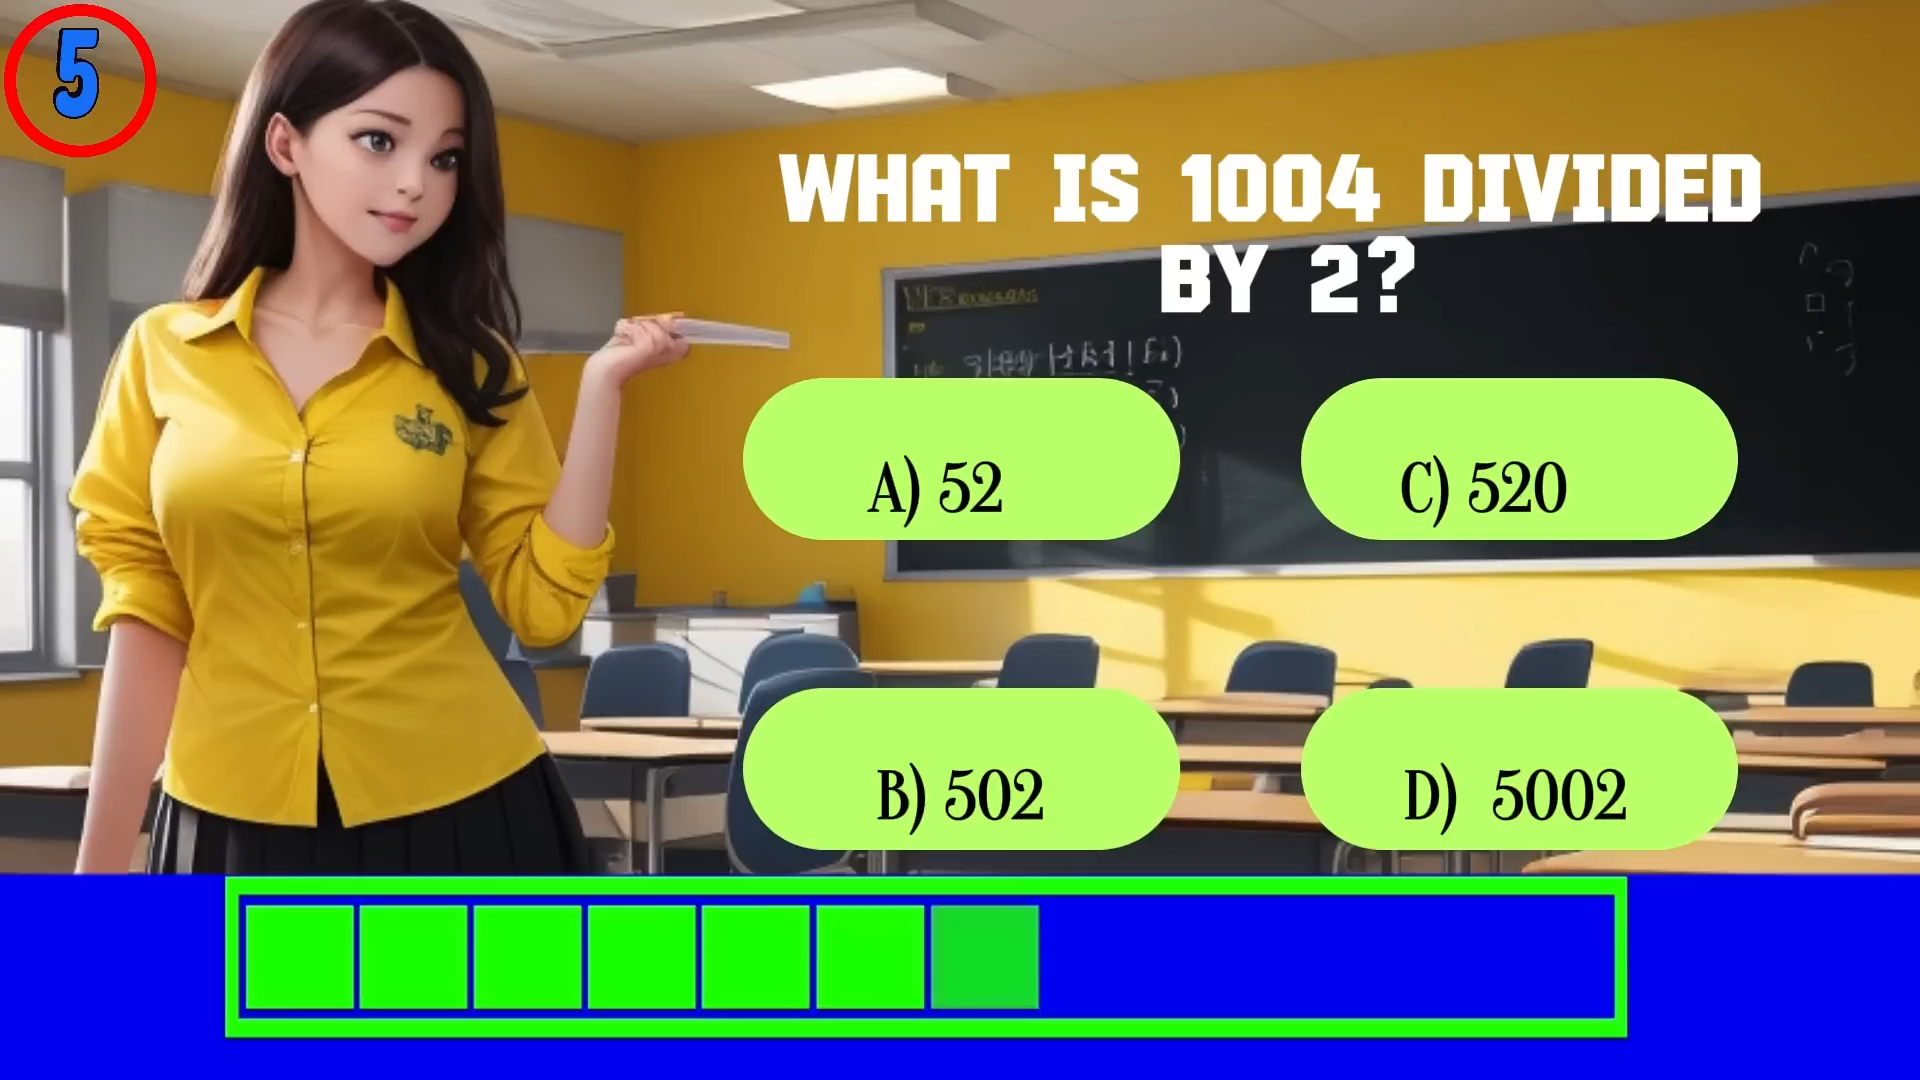 5
WHAT IS 1004 DIVIDED
BY 2?
A) 52
C) 520
B) 502
D) 5002